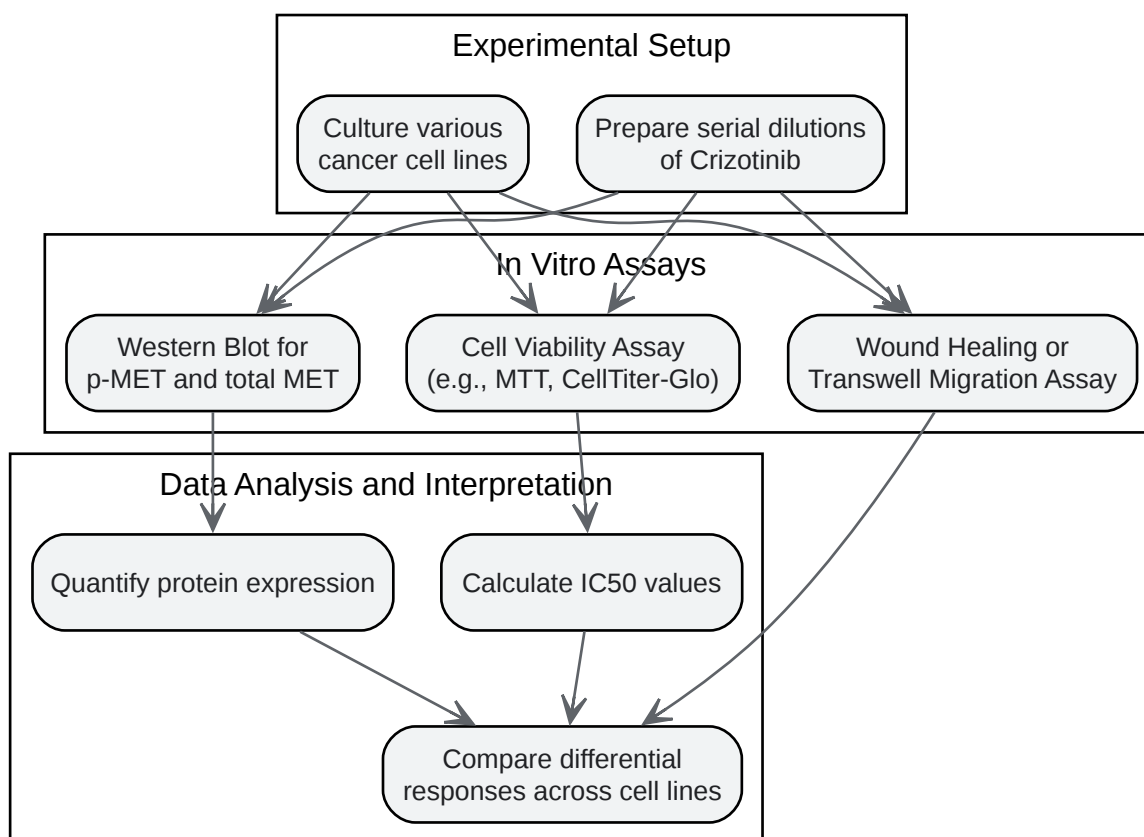 Experimental Setup
Culture various
cancer cell lines
Prepare serial dilutions
of Crizotinib
In Vitro Assays
Western Blot for
p-MET and total MET
Cell Viability Assay
(e.g., MTT, CellTiter-Glo)
Wound Healing or
Transwell Migration Assay
Data Analysis and Interpretation
Quantify protein expression
Calculate IC50 values
Compare differential
responses across cell lines